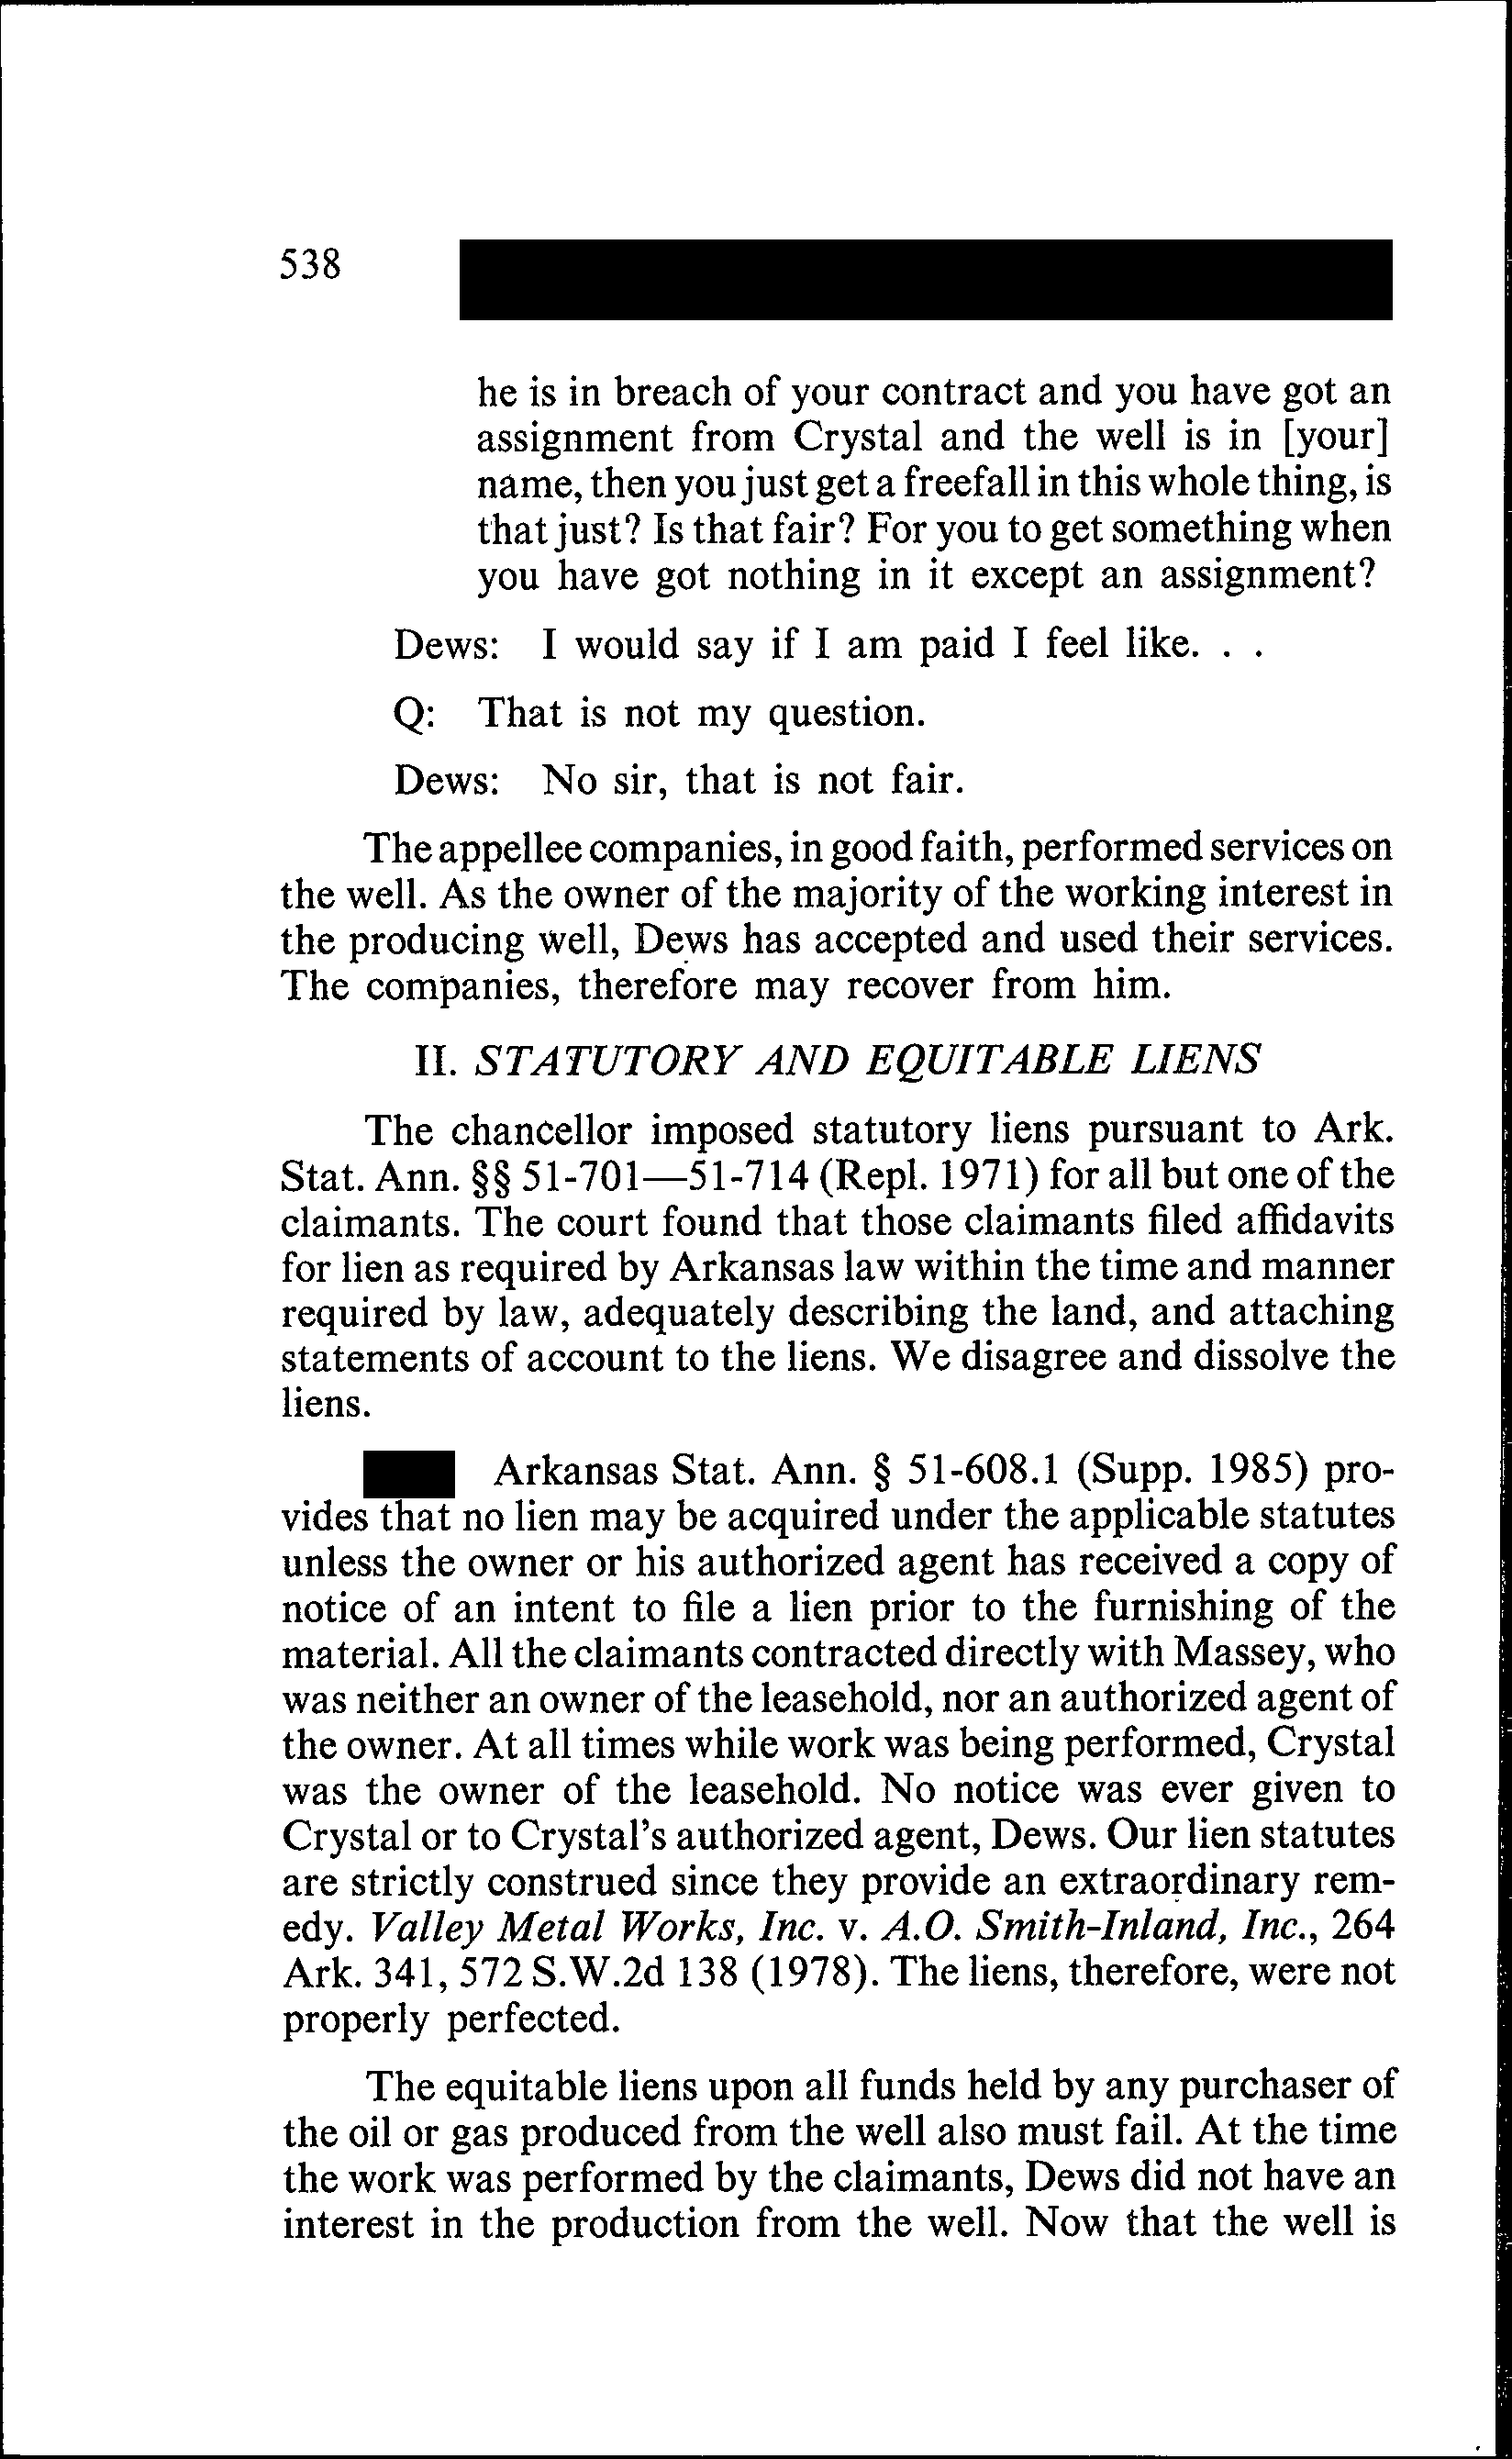 538
he is in breach of your contract and you have got an
assignment from Crystal and the well is in [your]
name, then you just get a freefall in this whole thing, is
that just? Is that fair? For you to get something when
you have got nothing in it except an assignment?
Dews: I would say if I am paid I feel like. . .
Q: That is not my question.
Dews: No sir, that is not fair.
The appellee companies, in good faith, performed services on
the well. As the owner of the majority of the working interest in
the producing well, Dews has accepted and used their services.
The companies, therefore may recover from him.
II. STATUTORY AND EQUITABLE LIENS
The chancellor imposed statutory liens pursuant to Ark.
Stat. Ann. §§ 51-701—51-714 (Repl. 1971) for all but one of the
claimants. The court found that those claimants filed affidavits
for lien as required by Arkansas law within the time and manner
required by law, adequately describing the land, and attaching
statements of account to the liens. We disagree and dissolve the
liens.
Arkansas Stat. Ann. § 51-608.1 (Supp. 1985) pro-
vides that no lien may be acquired under the applicable statutes
unless the owner or his authorized agent has received a copy of
notice of an intent to file a lien prior to the furnishing of the
material. All the claimants contracted directly with Massey, who
was neither an owner of the leasehold, nor an authorized agent of
the owner. At all times while work was being performed, Crystal
was the owner of the leasehold. No notice was ever given to
Crystal or to Crystal's authorized agent, Dews. Our lien statutes
are strictly construed since they provide an extraordinary rem-
edy. Valley Metal Works, Inc. v. A.O. Smith-Inland, Inc., 264
Ark. 341, 572 S.W.2d 138 (1978). The liens, therefore, were not
properly perfected.
The equitable liens upon all funds held by any purchaser of
the oil or gas produced from the well also must fail. At the time
the work was performed by the claimants, Dews did not have an
interest in the production from the well. Now that the well is